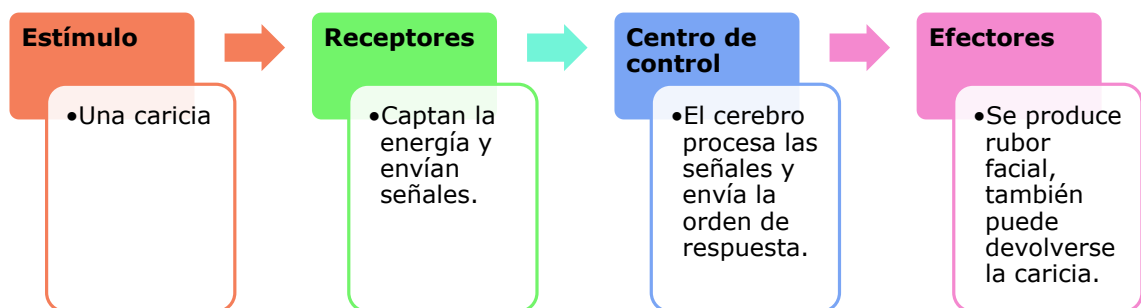 Estímulo
•Una caricia
Receptores
•Captan la
energía y
envían
señales.
Centro de
control
•El cerebro
procesa las
señales y
envía la
orden de
respuesta.
Efectores
•Se produce
rubor
facial,
también
puede
devolverse
la caricia.